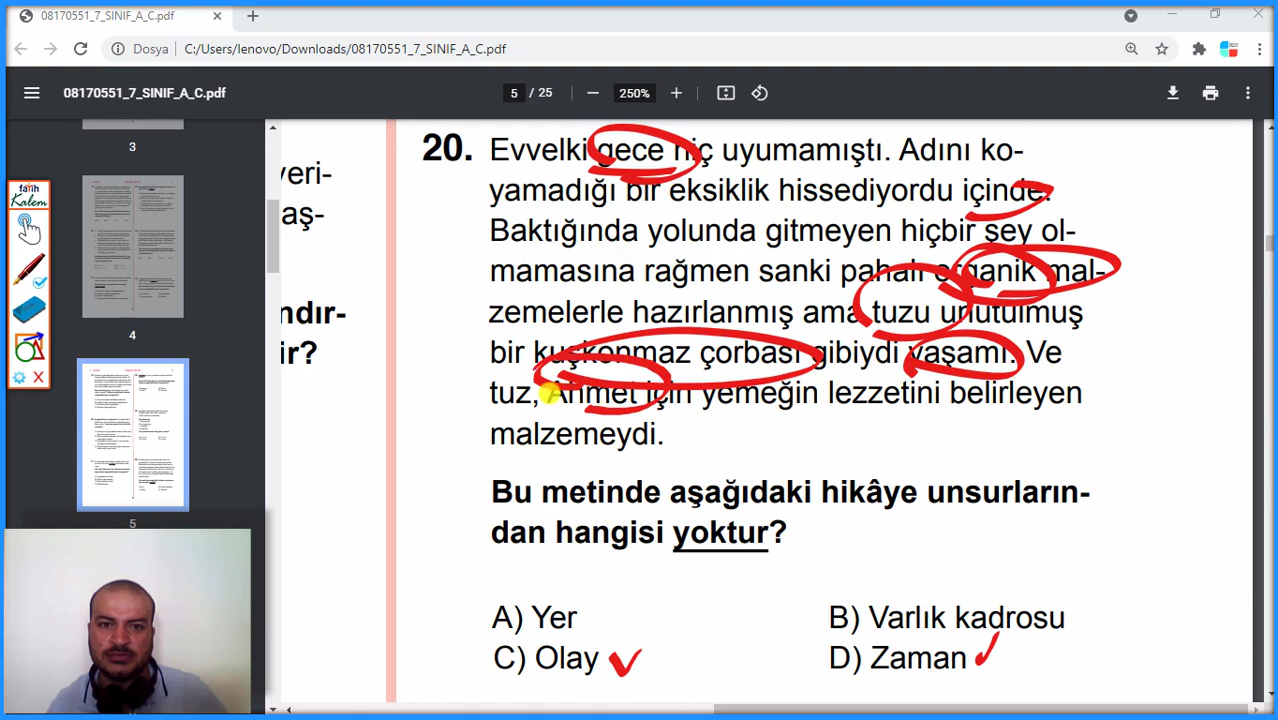 08170551_7_SINIF_A_C.pdf
Dosya C:/Users/lenovo/Downloads/08170551_7_SINIF_A_C.pdf
08170551_7_SINIF_A_C.pdf 5 / 25 250%
3
4
5
fatih
Kalem
veri-
aş-
ndır-
ir?
20. Evvelki gece hiç uyumamıştı. Adını ko-
yamadığı bir eksiklik hissediyordu içinde.
Baktığında yolunda gitmeyen hiçbir şey ol-
mamasına rağmen sanki pahalı organik mal-
zemelerle hazırlanmış ama tuzu unutulmuş
bir kuşkonmaz çorbası gibiydi yaşamı. Ve
tuz, Ahmet için yemeğin lezzetini belirleyen
malzemeydi.
Bu metinde aşağıdaki hikâye unsurların-
dan hangisi yoktur?
A) Yer B) Varlık kadrosu
C) Olay D) Zaman